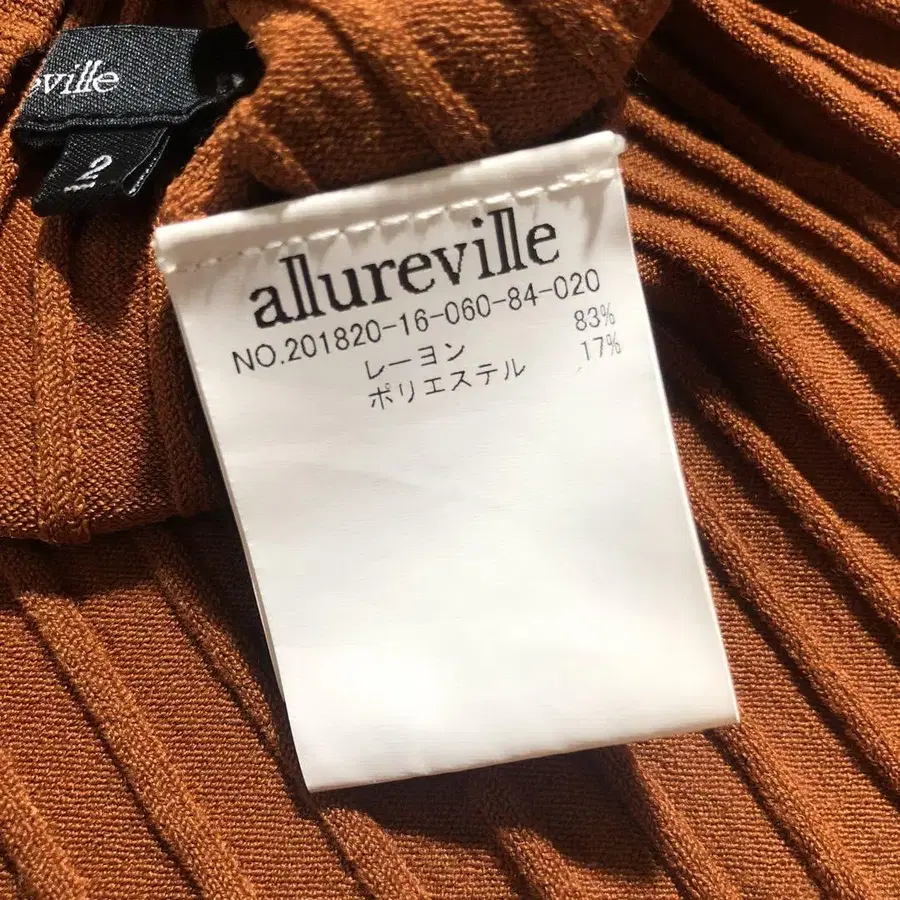 eville
2
allureville
NO.201820-16-060-84-020
レーヨン 83%
ポリエステル 17%